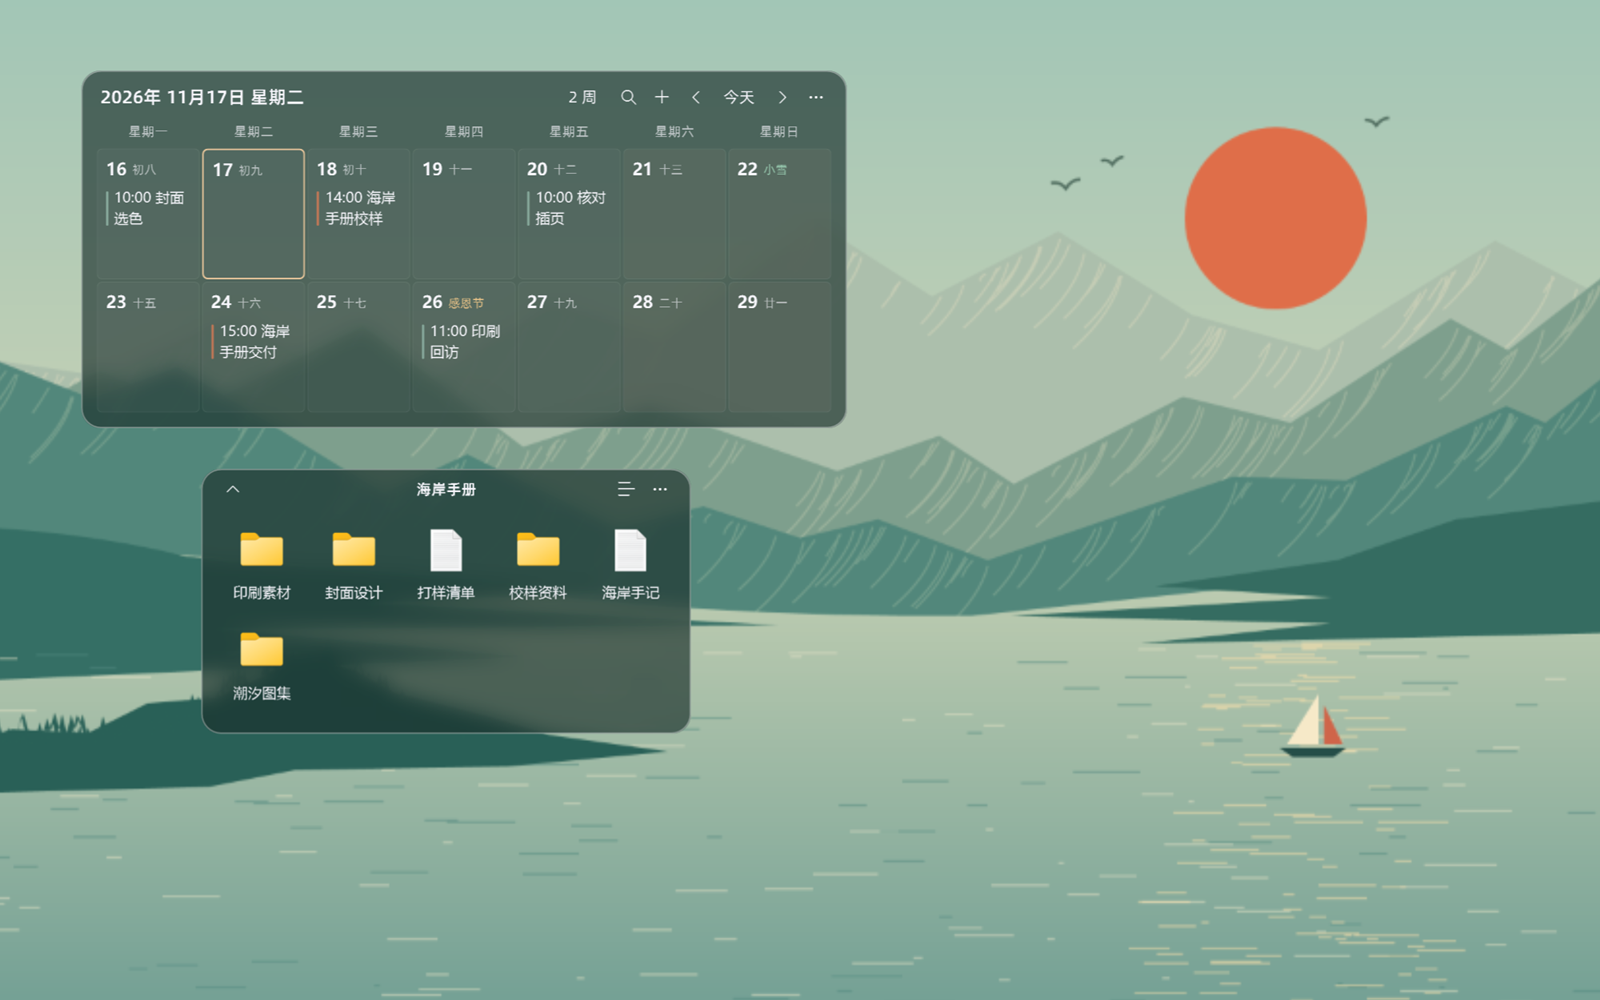 2026年 11月17日 星期二
2 周
今天
星期一 星期二 星期三 星期四 星期五 星期六 星期日
16 初八
10:00 封面
选色
17 初九
18 初十
14:00 海岸
手册校样
19 十一
20 十二
10:00 核对
插页
21 十三
22 小雪
23 十五
24 十六
15:00 海岸
手册交付
25 十七
26 感恩节
11:00 印刷
回访
27 十九
28 二十
29 廿一
海岸手册
印刷素材
封面设计
打样清单
校样资料
海岸手记
潮汐图集